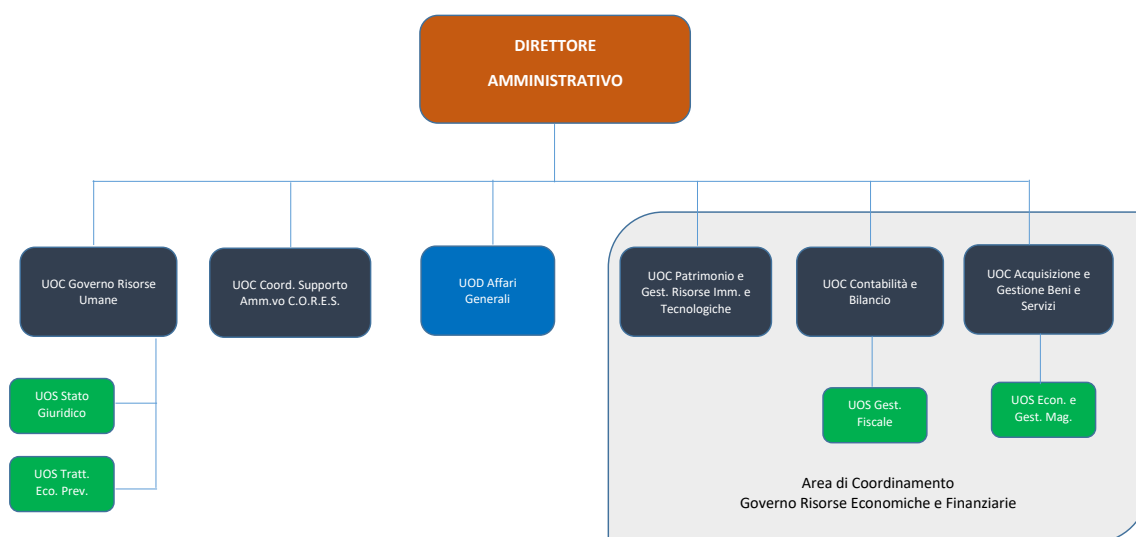 DIRETTORE
AMMINISTRATIVO
UOC Governo Risorse
Umane
UOC Coord. Supporto
Amm.vo C.O.R.E.S.
UOD Affari
Generali
UOC Patrimonio e
Gest. Risorse Imm. e
Tecnologiche
UOC Contabilità e
Bilancio
UOC Acquisizione e
Gestione Beni e
Servizi
UOS Stato
Giuridico
UOS Tratt.
Eco. Prev.
UOS Gest.
Fiscale
UOS Econ. e
Gest. Mag.
Area di Coordinamento
Governo Risorse Economiche e Finanziarie